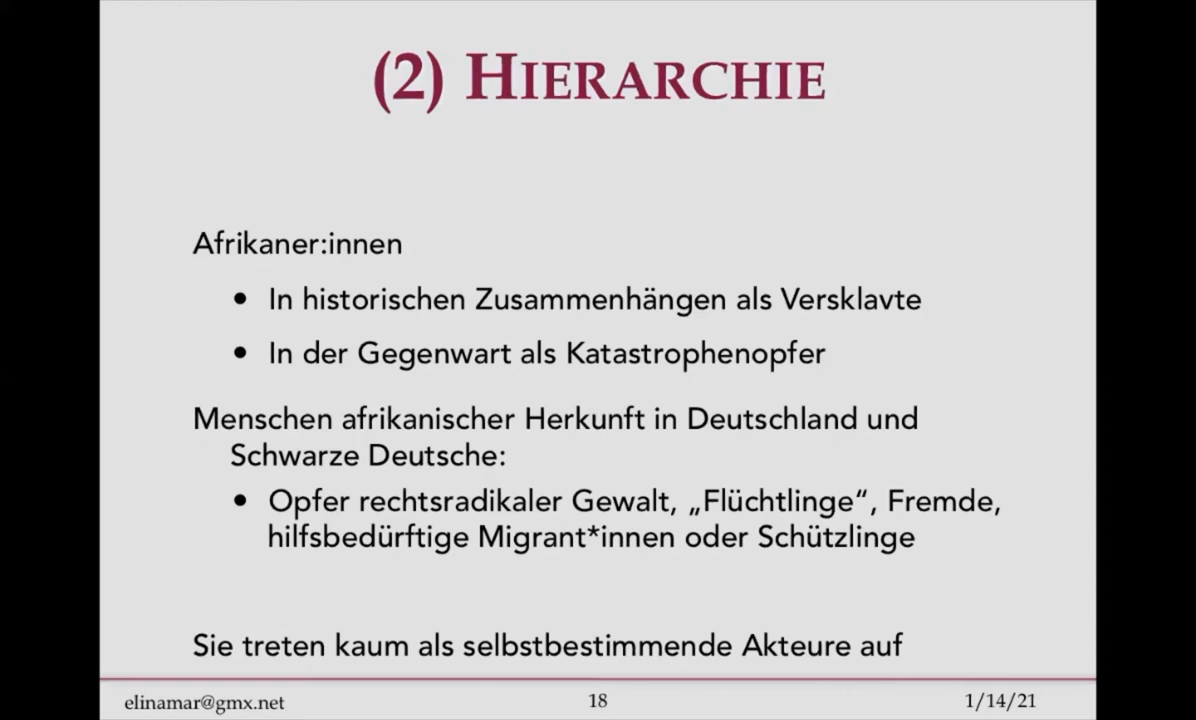 (2) HIERARCHIE
Afrikaner:innen
• In historischen Zusammenhängen als Versklavte
• In der Gegenwart als Katastrophenopfer
Menschen afrikanischer Herkunft in Deutschland und
Schwarze Deutsche:
• Opfer rechtsradikaler Gewalt, „Flüchtlinge“, Fremde,
hilfsbedürftige Migrant*innen oder Schützlinge
Sie treten kaum als selbstbestimmende Akteure auf
elinamar@gmx.net 18 1/14/21